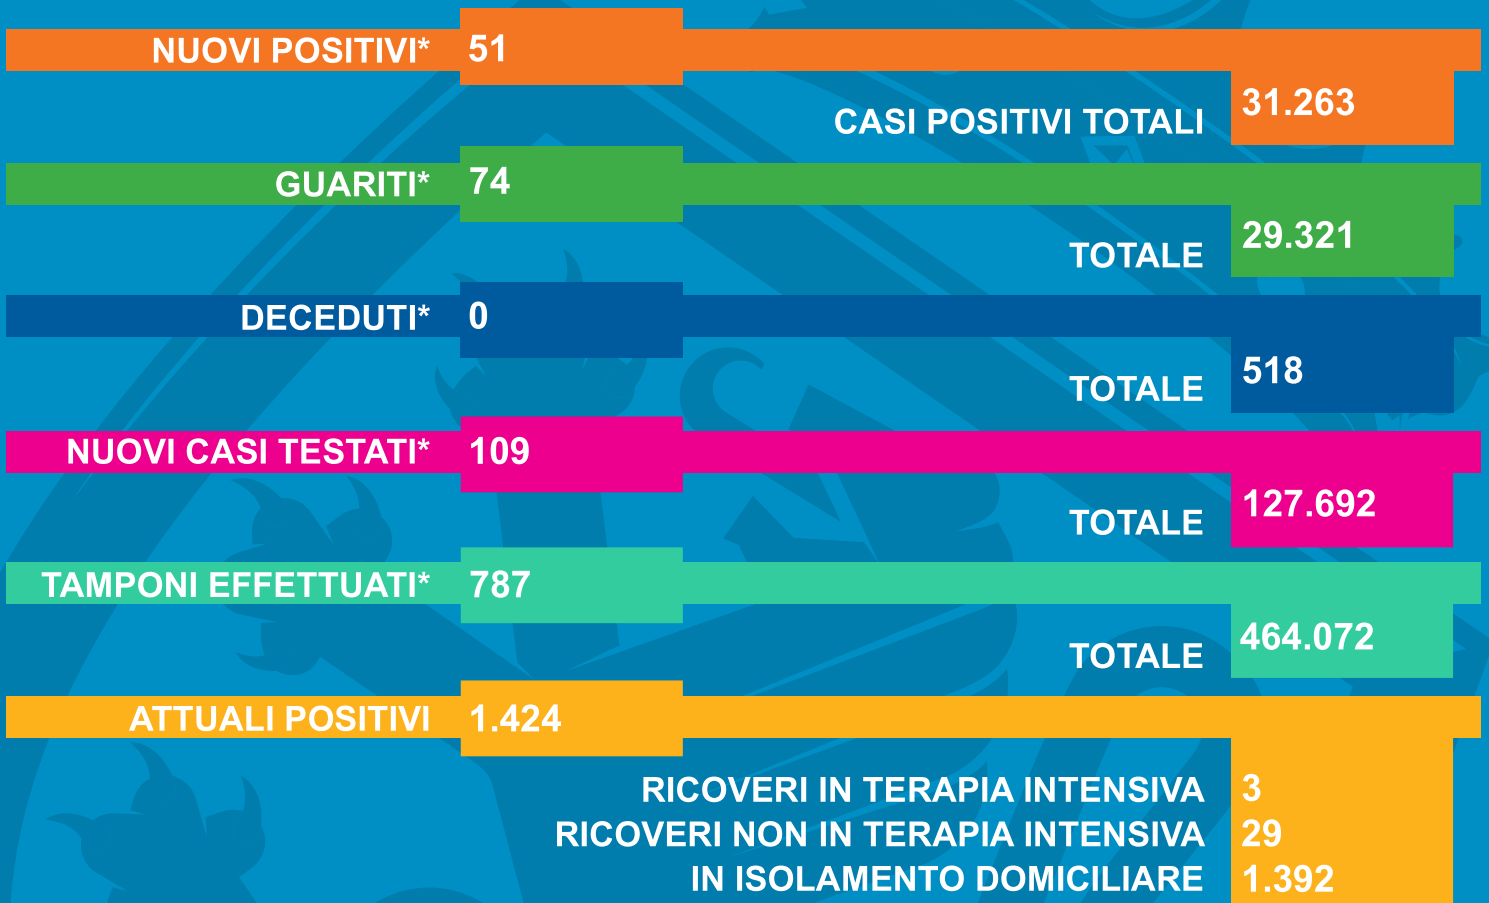 NUOVI POSITIVI* 51
CASI POSITIVI TOTALI 31.263
GUARITI* 74
TOTALE 29.321
DECEDUTI* 0
TOTALE 518
NUOVI CASI TESTATI* 109
TOTALE 127.692
TAMPONI EFFETTUATI* 787
TOTALE 464.072
ATTUALI POSITIVI 1.424
RICOVERI IN TERAPIA INTENSIVA 3
RICOVERI NON IN TERAPIA INTENSIVA 29
IN ISOLAMENTO DOMICILIARE 1.392